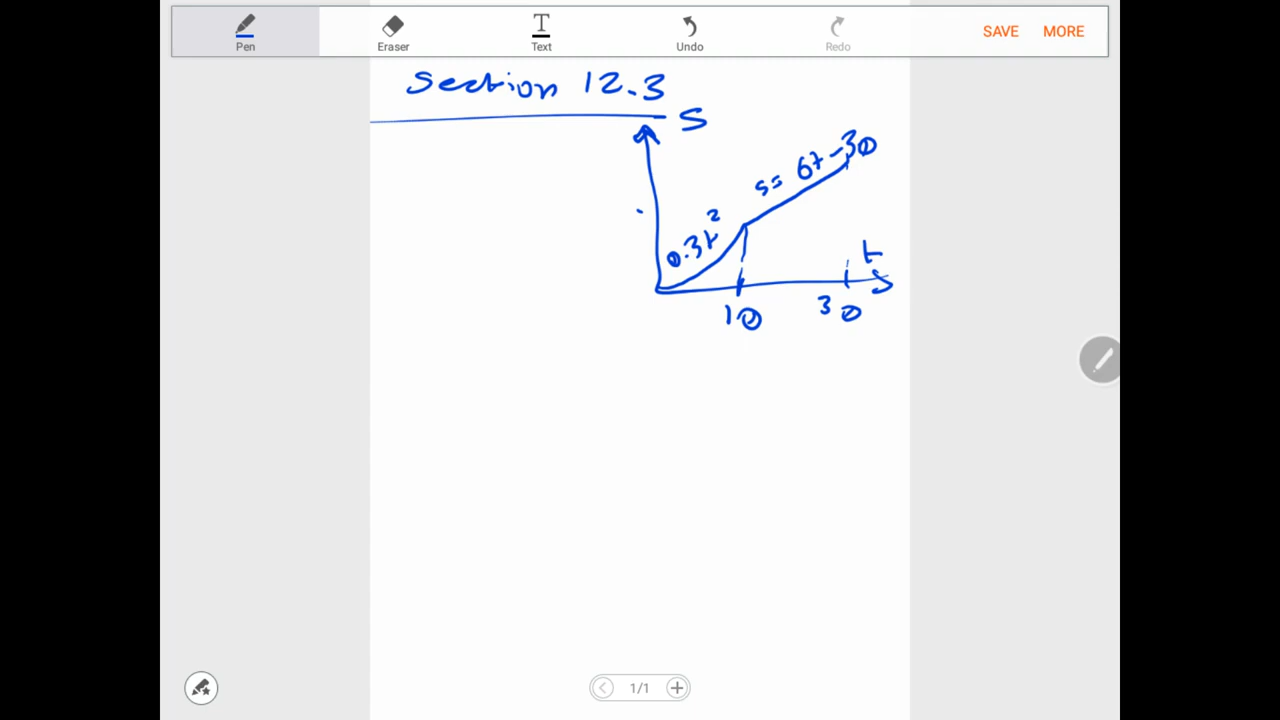 Pen
Eraser
Text
Undo
Redo
SAVE
MORE
Section 12.3
S
s= 6t-30
0.3t²
t
S
10
30
1/1